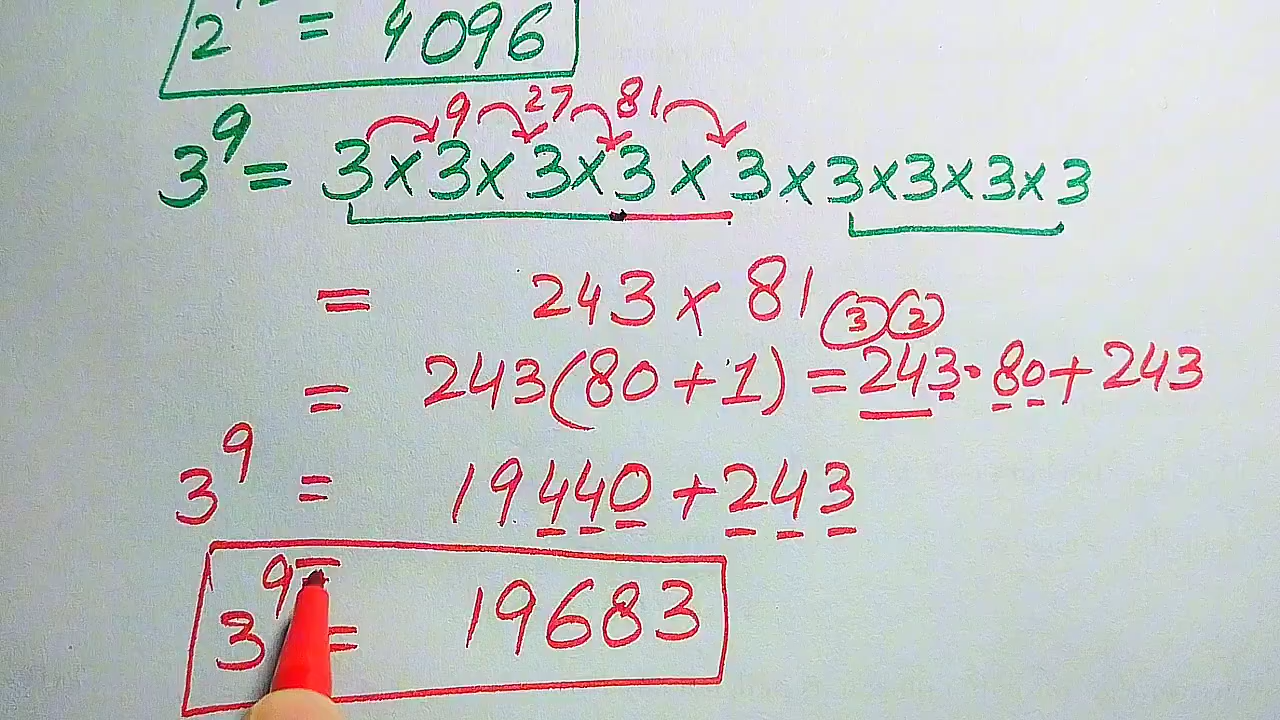 = 4096
9 27 81
3⁹ = 3×3×3×3×3×3×3×3×3
= 243 × 81
③ ②
= 243(80+1) = 243·80+243
3⁹ = 19440 + 243
3⁹ = 19683